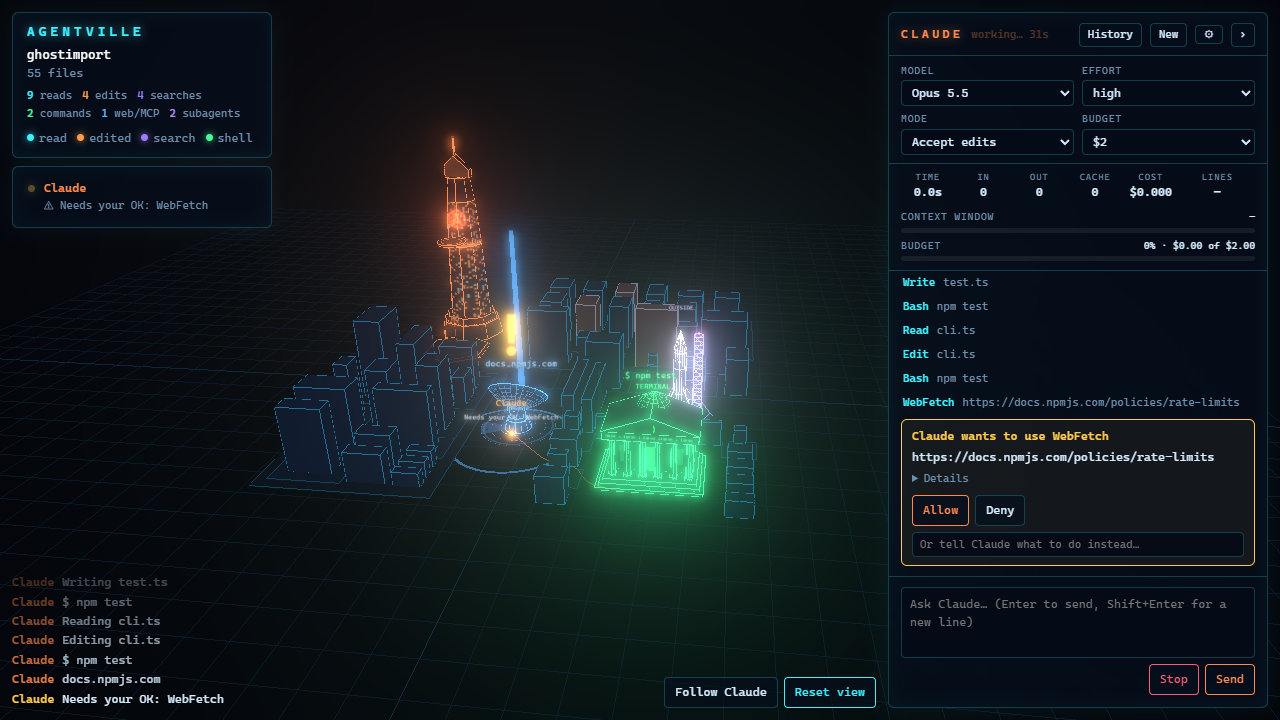 AGENTVILLE
ghostimport
55 files
9 reads 4 edits 4 searches
2 commands 1 web/MCP 2 subagents
read edited search shell
Claude
⚠ Needs your OK: WebFetch
OUTSIDE
docs.npmjs.com
$ npm test
TERMINAL
Claude
Needs your OK: WebFetch
Claude Writing test.ts
Claude $ npm test
Claude Reading cli.ts
Claude Editing cli.ts
Claude $ npm test
Claude docs.npmjs.com
Claude Needs your OK: WebFetch
Follow Claude
Reset view
CLAUDE working… 31s
History
New
MODEL EFFORT
Opus 5.5 high
MODE BUDGET
Accept edits $2
TIME IN OUT CACHE COST LINES
0.0s 0 0 0 $0.000 —
CONTEXT WINDOW —
BUDGET 0% · $0.00 of $2.00
Write test.ts
Bash npm test
Read cli.ts
Edit cli.ts
Bash npm test
WebFetch https://docs.npmjs.com/policies/rate-limits
Claude wants to use WebFetch
https://docs.npmjs.com/policies/rate-limits
▶ Details
Allow Deny
Or tell Claude what to do instead…
Ask Claude… (Enter to send, Shift+Enter for a
new line)
Stop Send